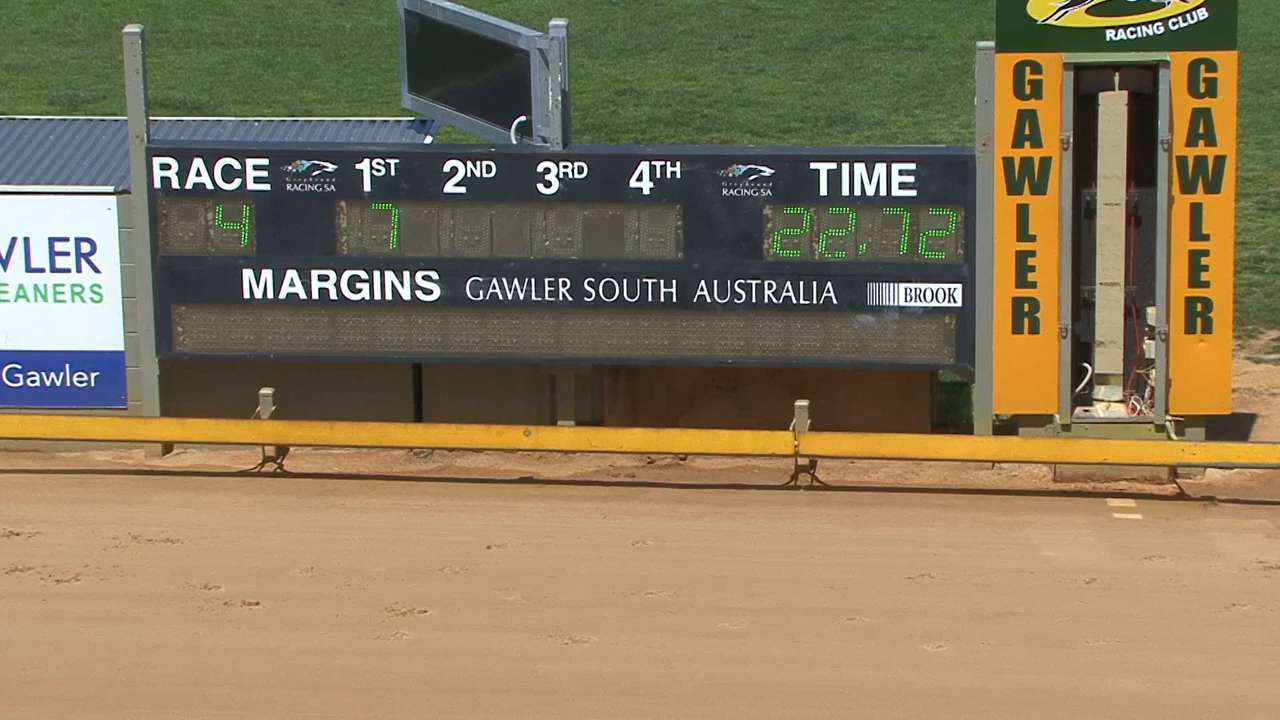 RACING CLUB
GAWLER
GAWLER
RACE 1ST 2ND 3RD 4TH TIME
Greyhound RACING SA
Greyhound RACING SA
4 7 22.72
MARGINS GAWLER SOUTH AUSTRALIA BROOK
WLER
EANERS
Gawler